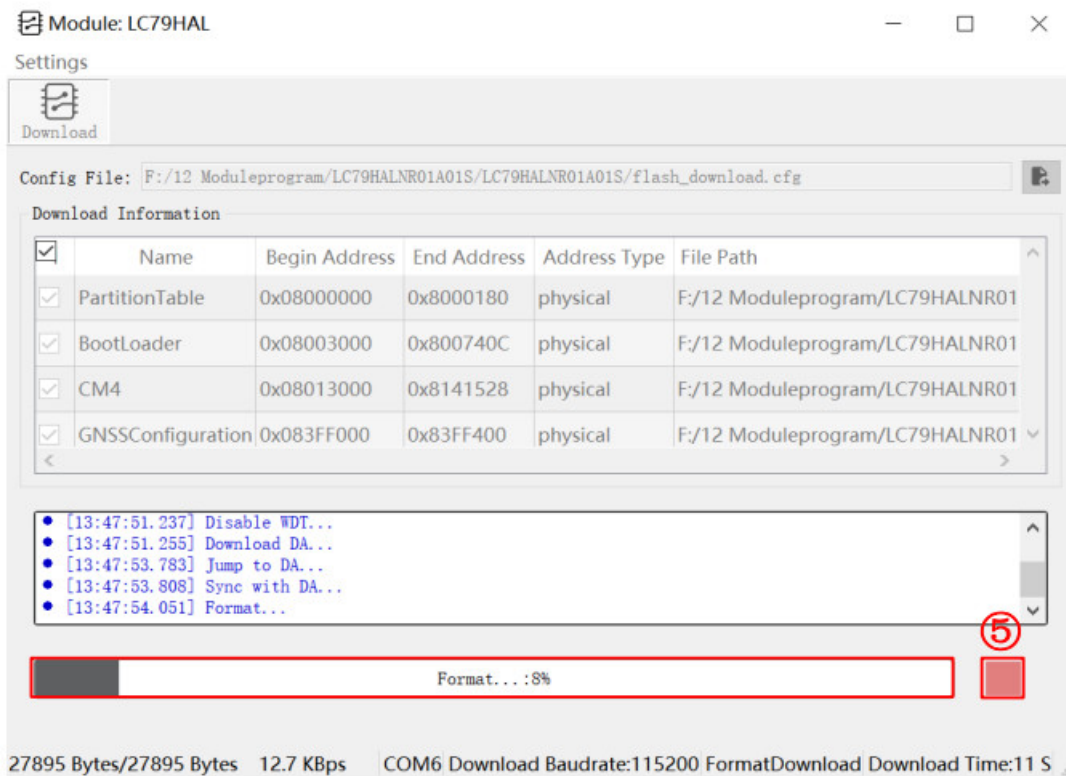 Module: LC79HAL
Settings
Download
Config File: F:/12 Moduleprogram/LC79HALNR01A01S/LC79HALNR01A01S/flash_download.cfg
Download Information
Name Begin Address End Address Address Type File Path
PartitionTable 0x08000000 0x8000180 physical F:/12 Moduleprogram/LC79HALNR01
BootLoader 0x08003000 0x800740C physical F:/12 Moduleprogram/LC79HALNR01
CM4 0x08013000 0x8141528 physical F:/12 Moduleprogram/LC79HALNR01
GNSSConfiguration 0x083FF000 0x83FF400 physical F:/12 Moduleprogram/LC79HALNR01
[13:47:51.237] Disable WDT...
[13:47:51.255] Download DA...
[13:47:53.783] Jump to DA...
[13:47:53.808] Sync with DA...
[13:47:54.051] Format...
⑤
Format...:8%
27895 Bytes/27895 Bytes 12.7 KBps COM6 Download Baudrate:115200 FormatDownload Download Time:11 S